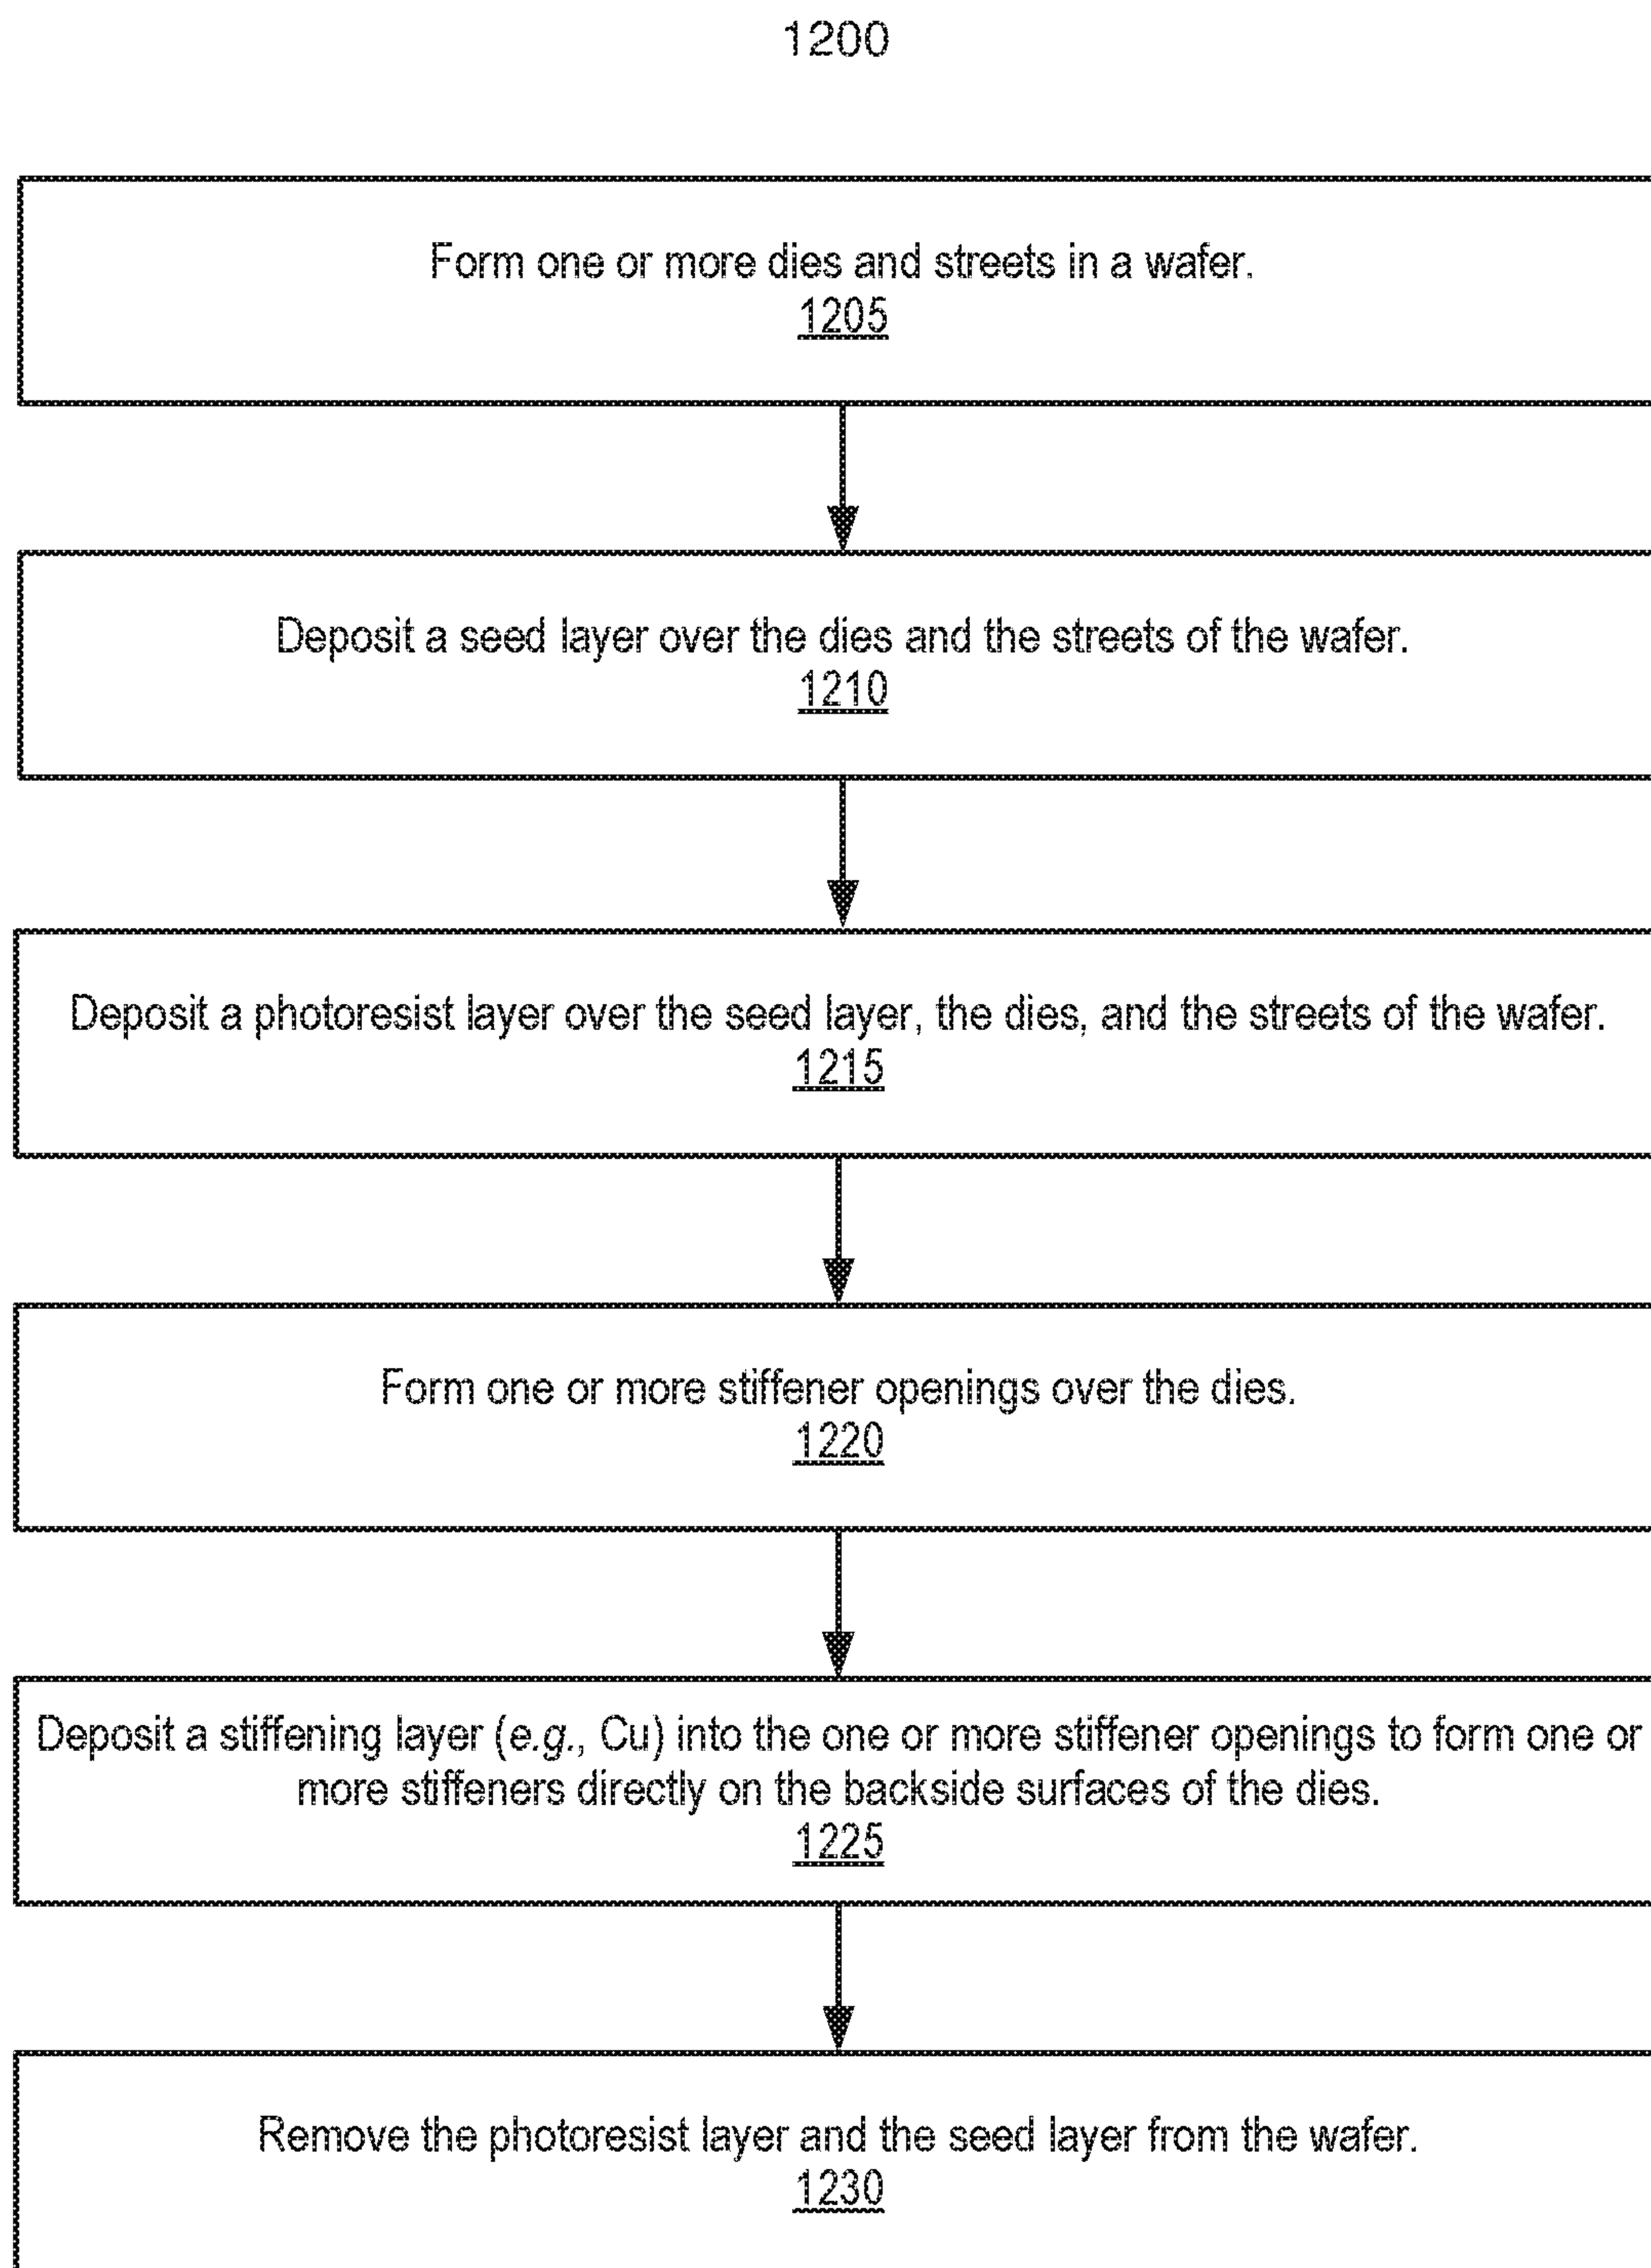 1200
Form one or more dies and streets in a wafer.
1205
Deposit a seed layer over the dies and the streets of the wafer.
1210
Deposit a photoresist layer over the seed layer, the dies, and the streets of the wafer.
1215
Form one or more stiffener openings over the dies.
1220
Deposit a stiffening layer (e.g., Cu) into the one or more stiffener openings to form one or
more stiffeners directly on the backside surfaces of the dies.
1225
Remove the photoresist layer and the seed layer from the wafer.
1230